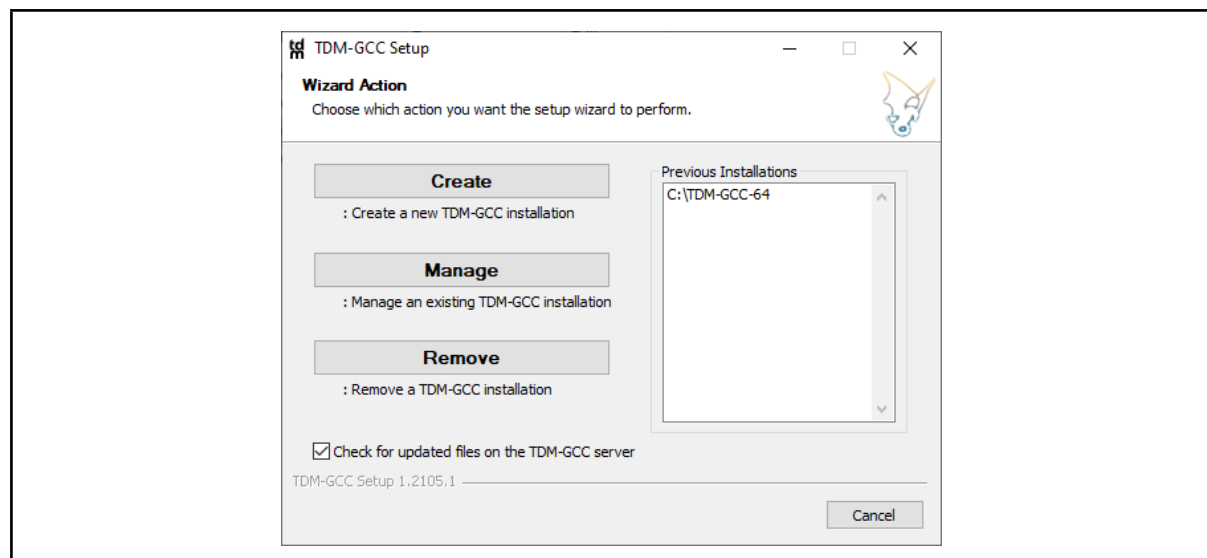 tdm TDM-GCC Setup
Wizard Action
Choose which action you want the setup wizard to perform.
Create
: Create a new TDM-GCC installation
Manage
: Manage an existing TDM-GCC installation
Remove
: Remove a TDM-GCC installation
Previous Installations
C:\TDM-GCC-64
Check for updated files on the TDM-GCC server
TDM-GCC Setup 1.2105.1
Cancel